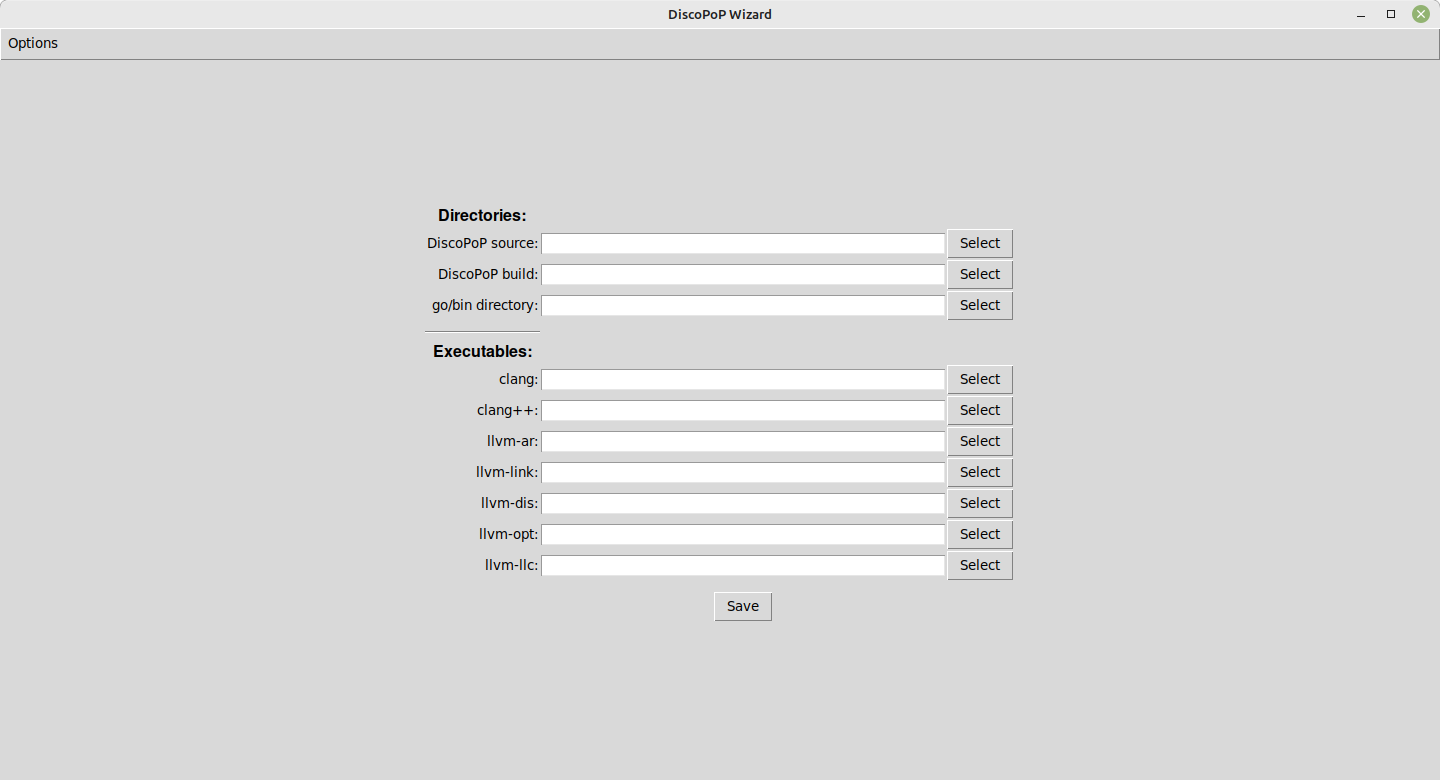 DiscoPoP Wizard
Options
Directories:
DiscoPoP source: Select
DiscoPoP build: Select
go/bin directory: Select
Executables:
clang: Select
clang++: Select
llvm-ar: Select
llvm-link: Select
llvm-dis: Select
llvm-opt: Select
llvm-llc: Select
Save